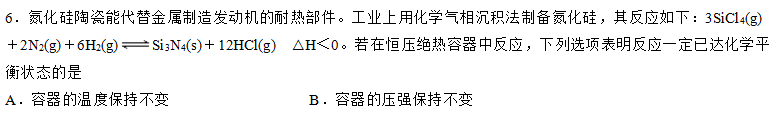 6．氮化硅陶瓷能代替金属制造发动机的耐热部件。工业上用化学气相沉积法制备氮化硅，其反应如下：3SiCl₄(g)
＋2N₂(g)＋6H₂(g)⇌Si₃N₄(s)＋12HCl(g)　△H＜0。若在恒压绝热容器中反应，下列选项表明反应一定已达化学平
衡状态的是
A．容器的温度保持不变　　　　　　B．容器的压强保持不变